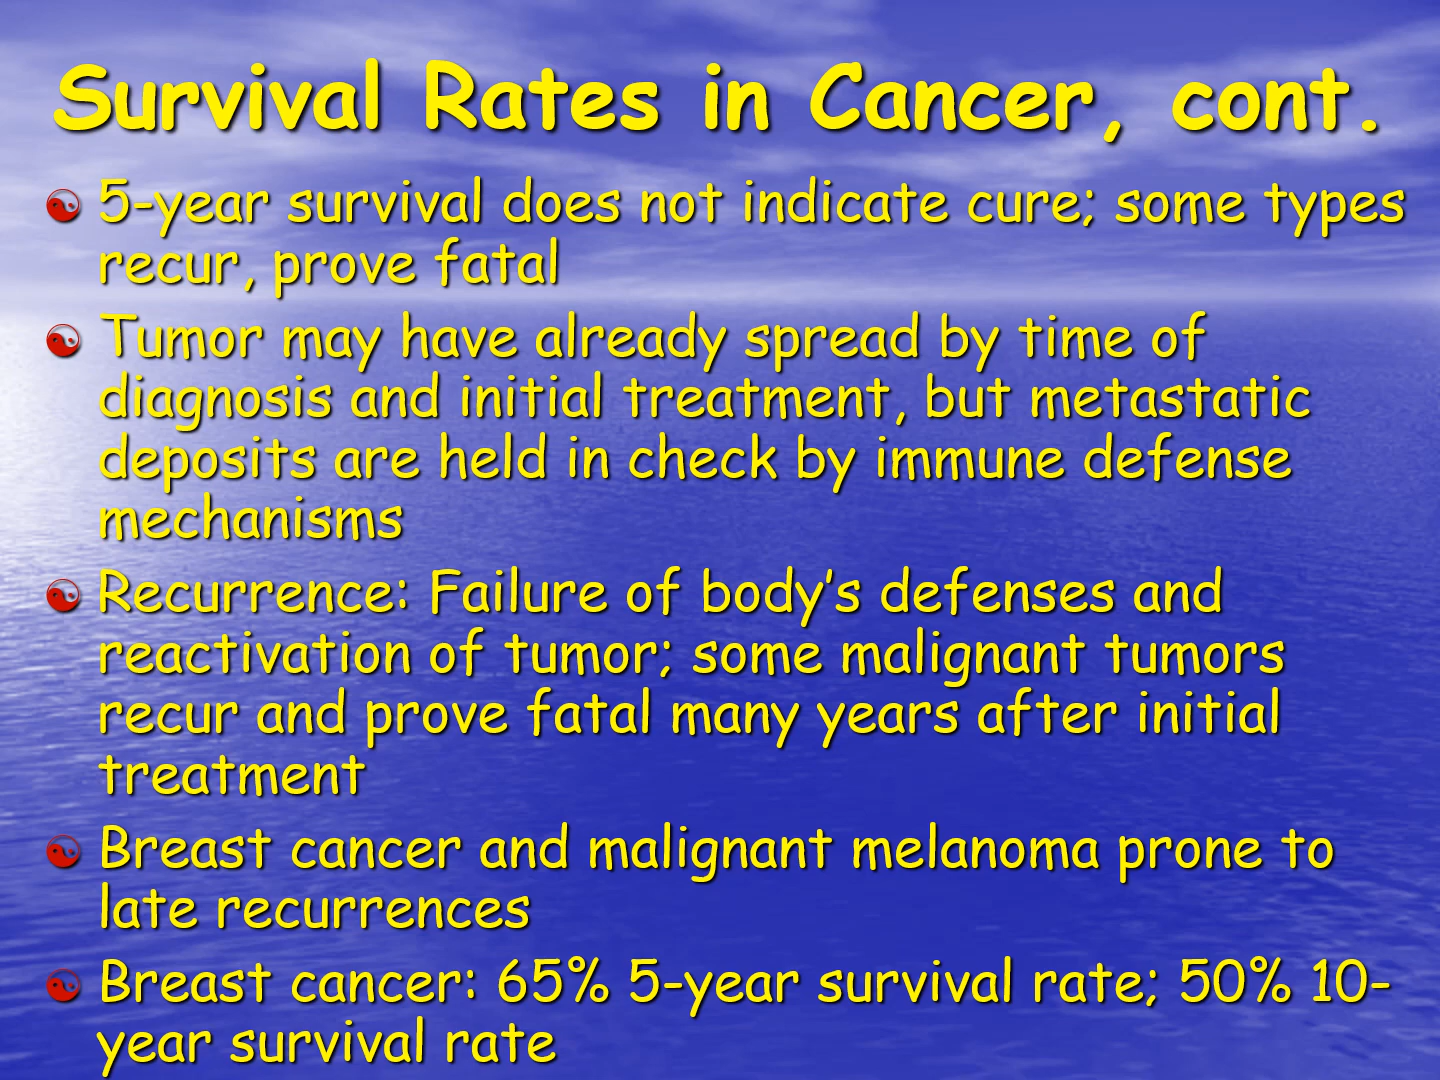 Survival Rates in Cancer, cont.
5-year survival does not indicate cure; some types
recur, prove fatal
Tumor may have already spread by time of
diagnosis and initial treatment, but metastatic
deposits are held in check by immune defense
mechanisms
Recurrence: Failure of body’s defenses and
reactivation of tumor; some malignant tumors
recur and prove fatal many years after initial
treatment
Breast cancer and malignant melanoma prone to
late recurrences
Breast cancer: 65% 5-year survival rate; 50% 10-
year survival rate